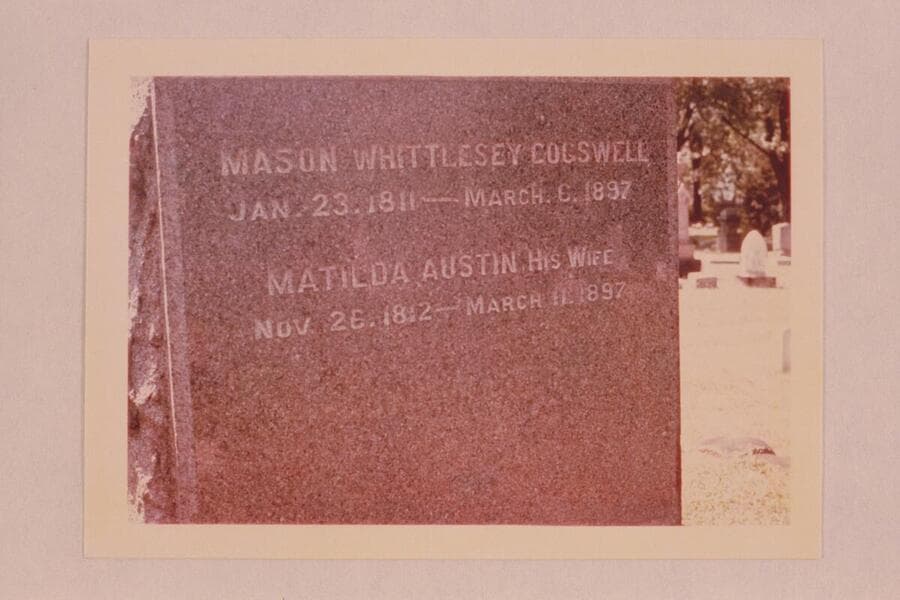 MASON WHITTLESEY COGSWELL
JAN. 23. 1811 — MARCH. 6. 1897
MATILDA AUSTIN HIS WIFE
NOV. 26. 1812 — MARCH 11. 1897